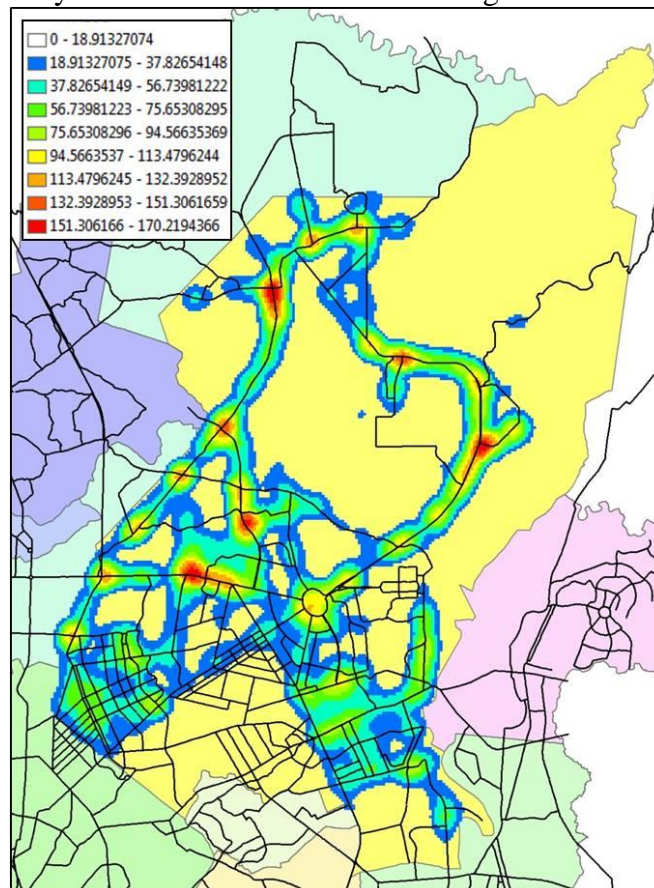 0 - 18.91327074
18.91327075 - 37.82654148
37.82654149 - 56.73981222
56.73981223 - 75.65308295
75.65308296 - 94.56635369
94.5663537 - 113.4796244
113.4796245 - 132.3928952
132.3928953 - 151.3061659
151.306166 - 170.2194366